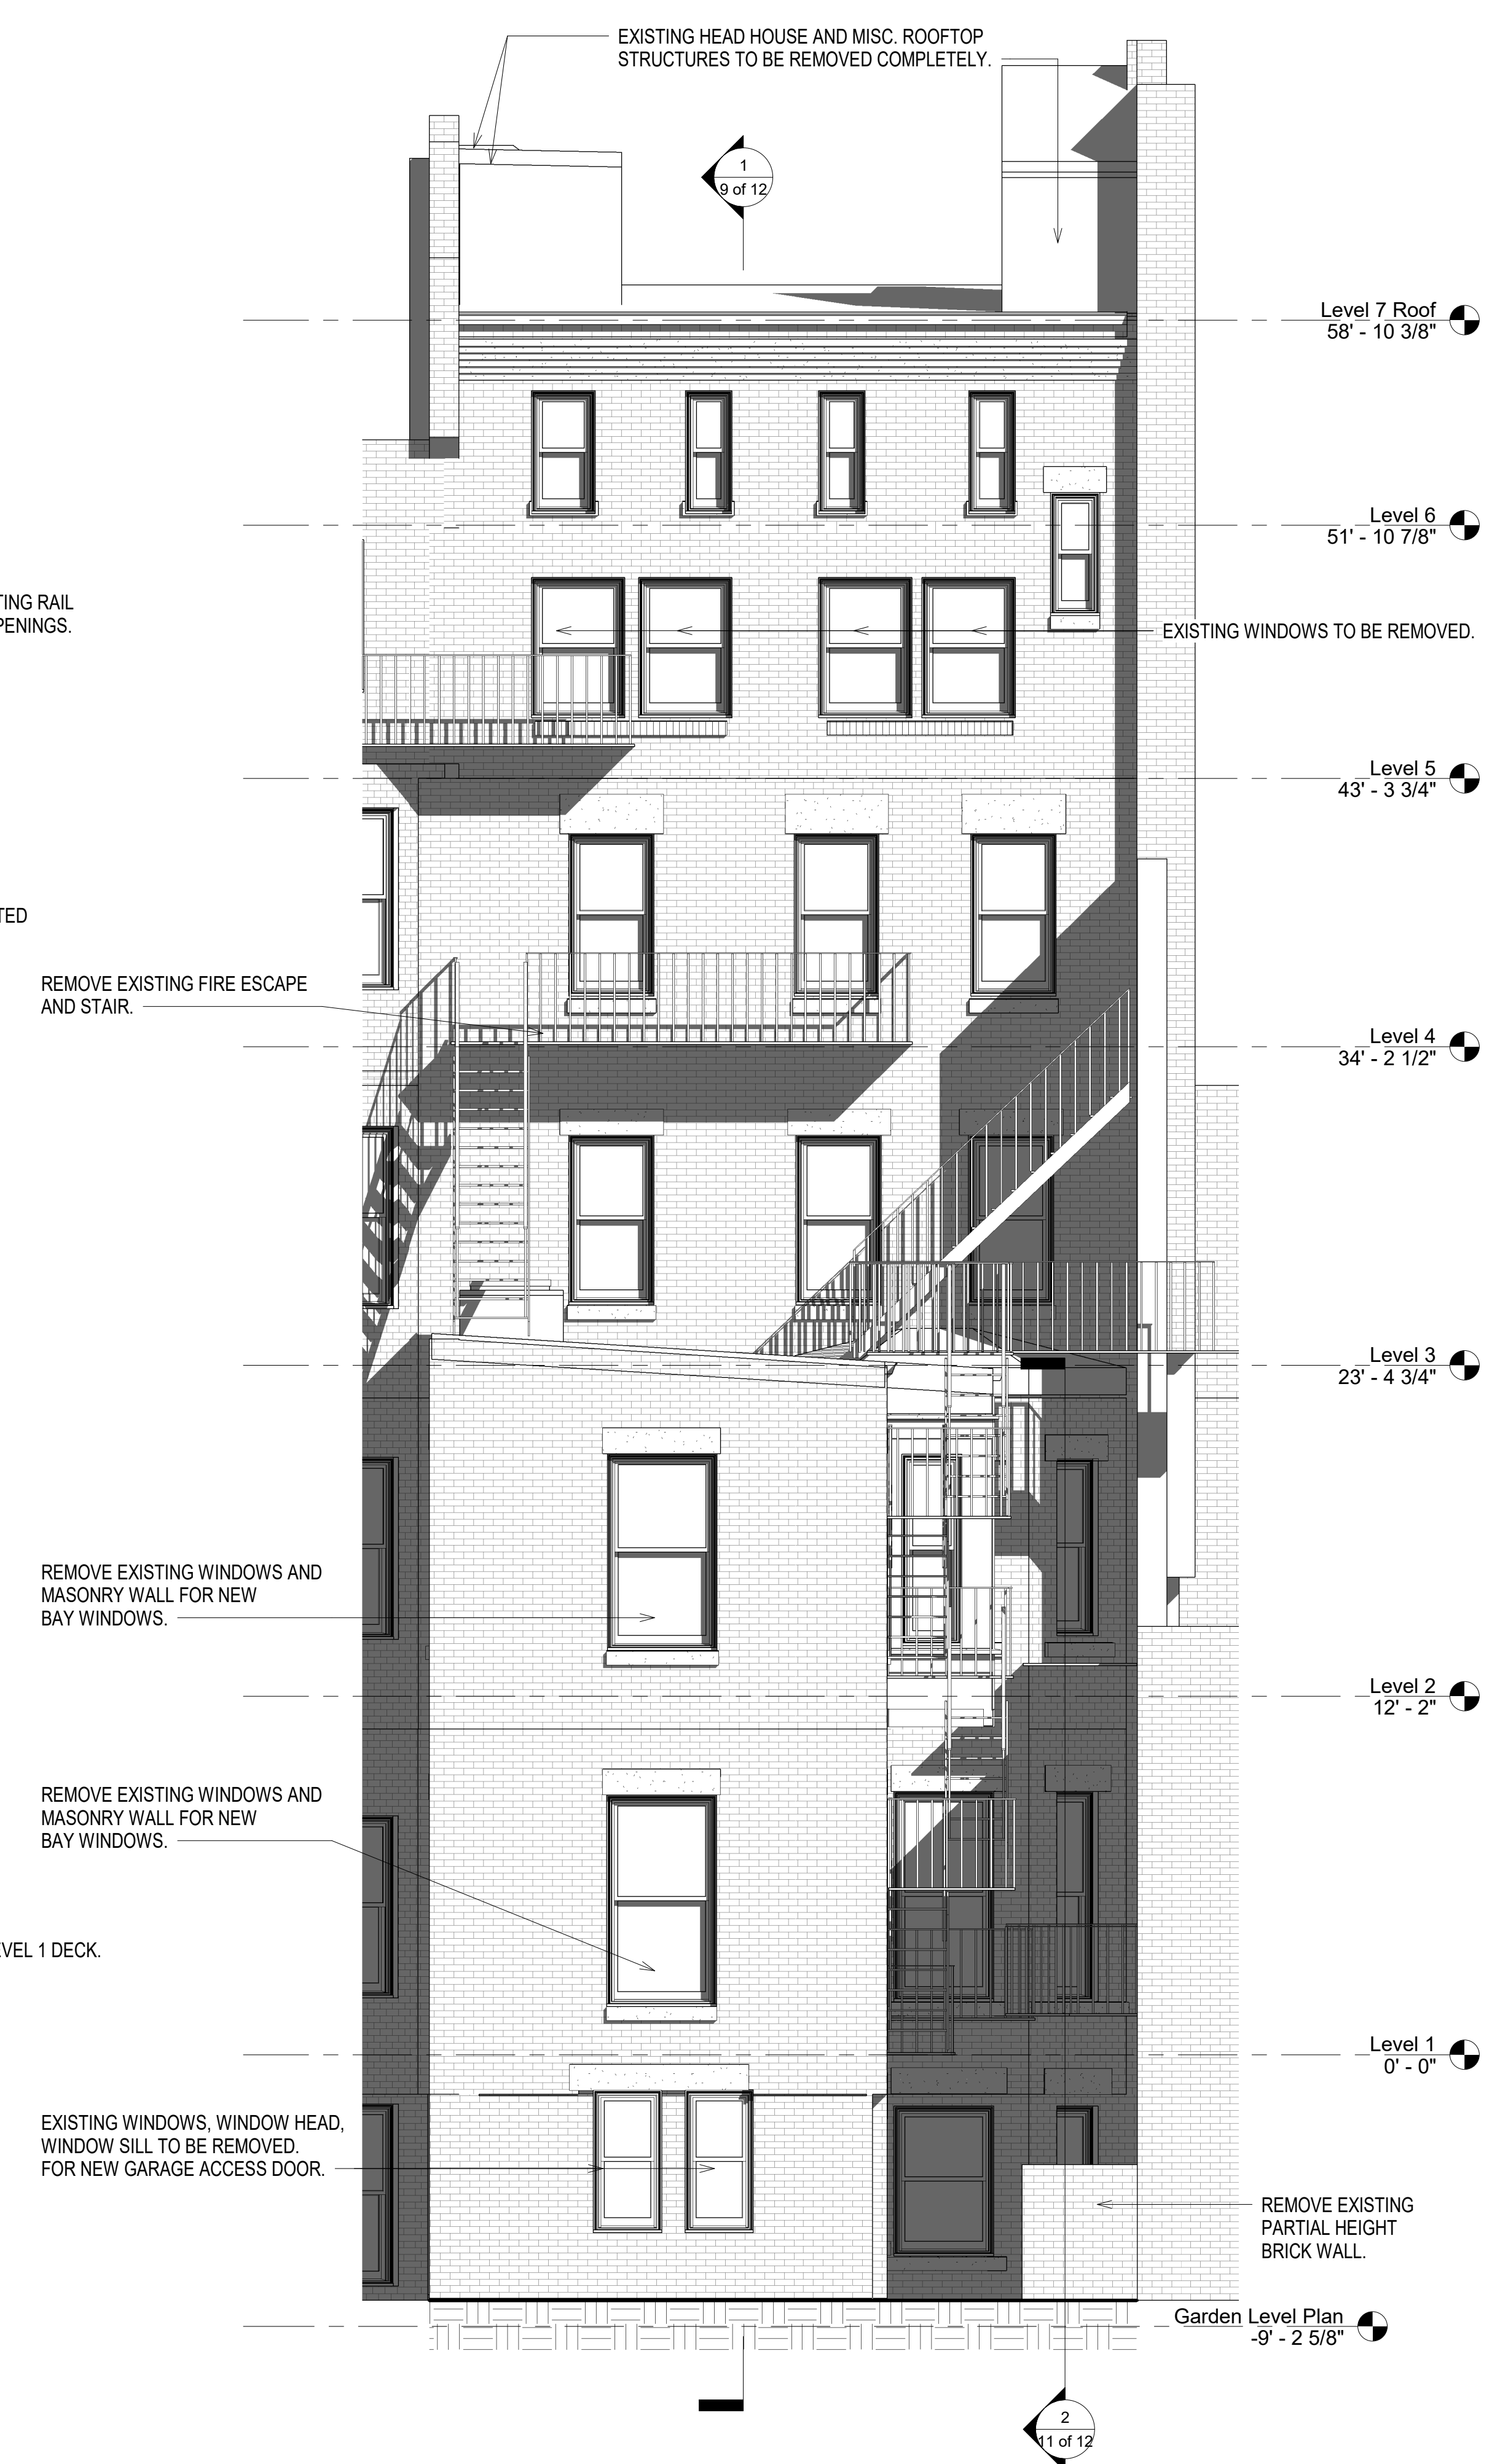 EXISTING HEAD HOUSE AND MISC. ROOFTOP
STRUCTURES TO BE REMOVED COMPLETELY.
1
9 of 12
Level 7 Roof
58' - 10 3/8"
Level 6
51' - 10 7/8"
TING RAIL
PENINGS.
EXISTING WINDOWS TO BE REMOVED.
Level 5
43' - 3 3/4"
TED
REMOVE EXISTING FIRE ESCAPE
AND STAIR.
Level 4
34' - 2 1/2"
Level 3
23' - 4 3/4"
REMOVE EXISTING WINDOWS AND
MASONRY WALL FOR NEW
BAY WINDOWS.
Level 2
12' - 2"
REMOVE EXISTING WINDOWS AND
MASONRY WALL FOR NEW
BAY WINDOWS.
EVEL 1 DECK.
Level 1
0' - 0"
EXISTING WINDOWS, WINDOW HEAD,
WINDOW SILL TO BE REMOVED.
FOR NEW GARAGE ACCESS DOOR.
REMOVE EXISTING
PARTIAL HEIGHT
BRICK WALL.
Garden Level Plan
-9' - 2 5/8"
2
11 of 12